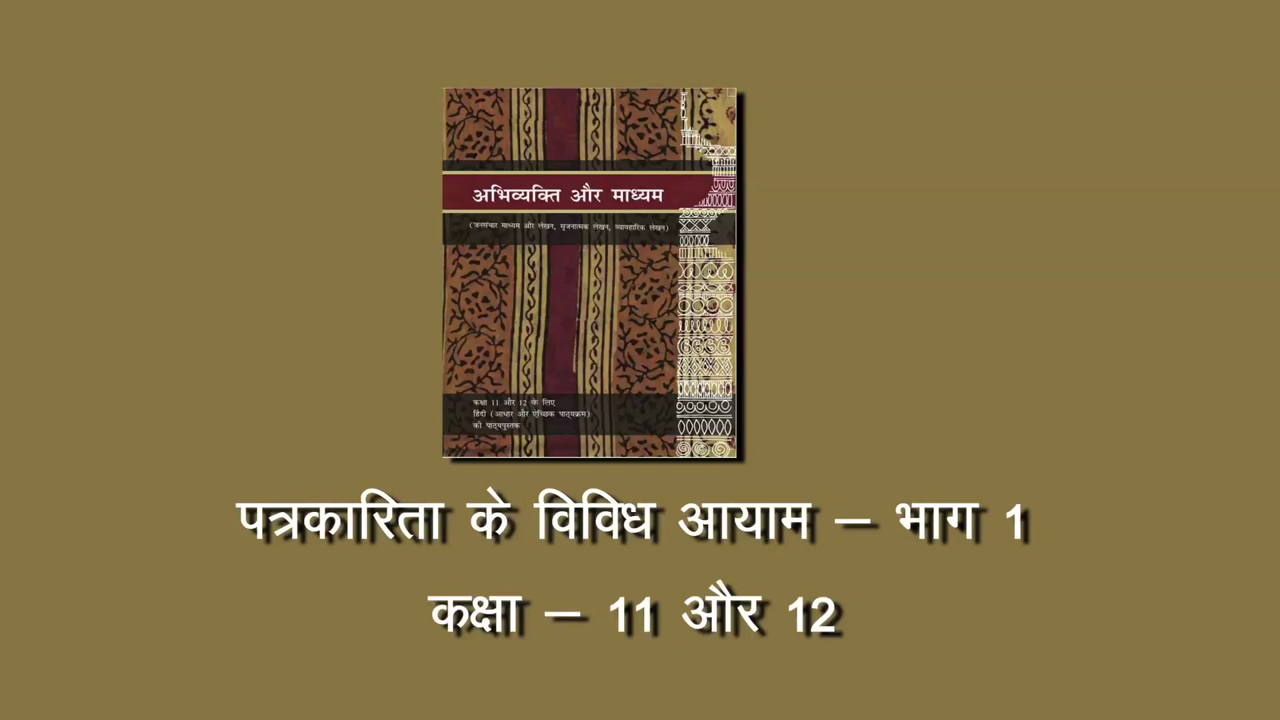 अभिव्यक्ति और माध्यम
(जनसंचार माध्यम और लेखन, सृजनात्मक लेखन, व्यावहारिक लेखन)
कक्षा 11 और 12 के लिए
हिंदी (आधार और ऐच्छिक पाठ्यक्रम)
की पाठ्यपुस्तक
पत्रकारिता के विविध आयाम – भाग 1
कक्षा – 11 और 12